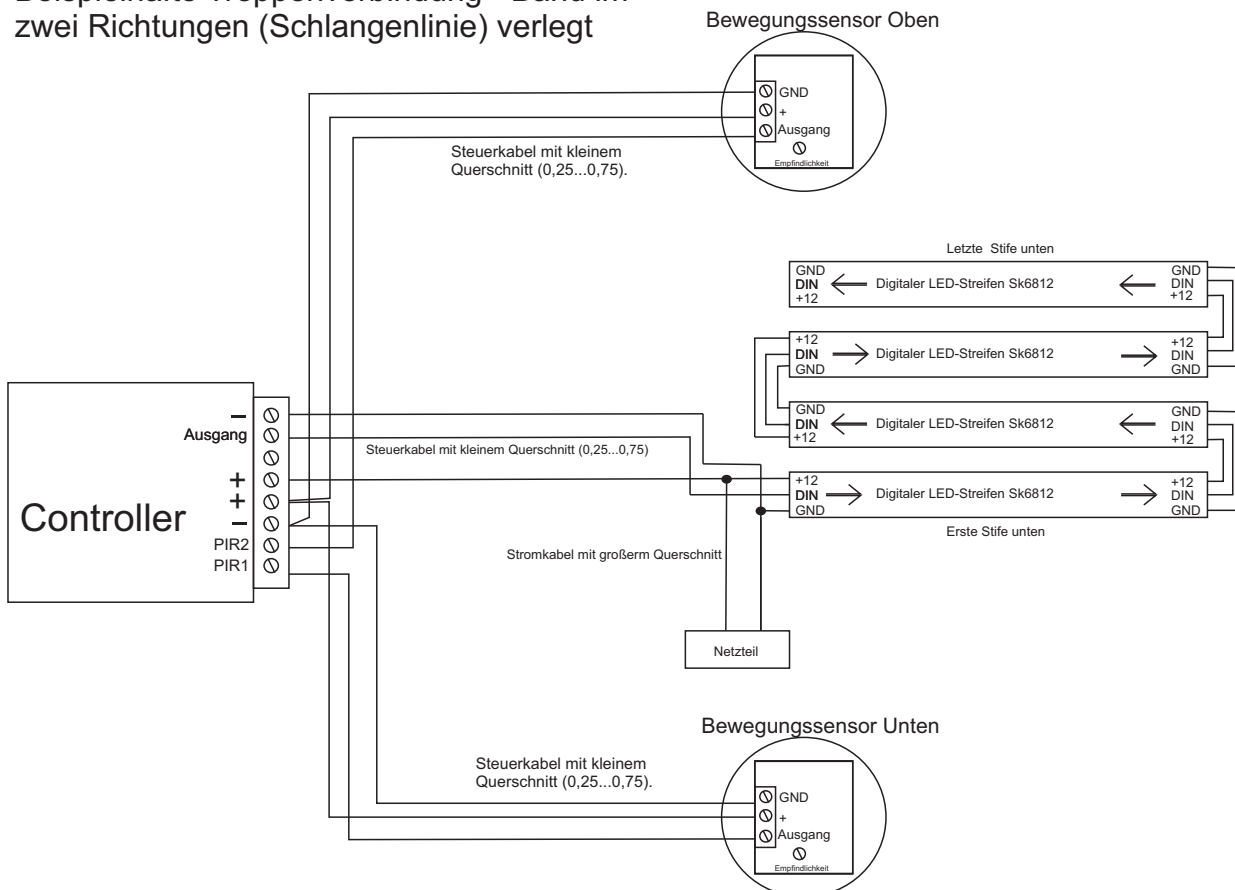 zwei Richtungen (Schlangenlinie) verlegt
Bewegungssensor Oben
GND
+
Ausgang
Empfindlichkeit
Steuerkabel mit kleinem
Querschnitt (0,25...0,75).
Letzte Stife unten
GND
DIN
+12
Digitaler LED-Streifen Sk6812
GND
DIN
+12
+12
DIN
GND
Digitaler LED-Streifen Sk6812
+12
DIN
GND
GND
DIN
+12
Digitaler LED-Streifen Sk6812
GND
DIN
+12
+12
DIN
GND
Digitaler LED-Streifen Sk6812
+12
DIN
GND
Erste Stife unten
Controller
−
Ausgang
+
+
−
PIR2
PIR1
Steuerkabel mit kleinem Querschnitt (0,25...0,75)
Stromkabel mit großerm Querschnitt
Netzteil
Bewegungssensor Unten
Steuerkabel mit kleinem
Querschnitt (0,25...0,75).
GND
+
Ausgang
Empfindlichkeit